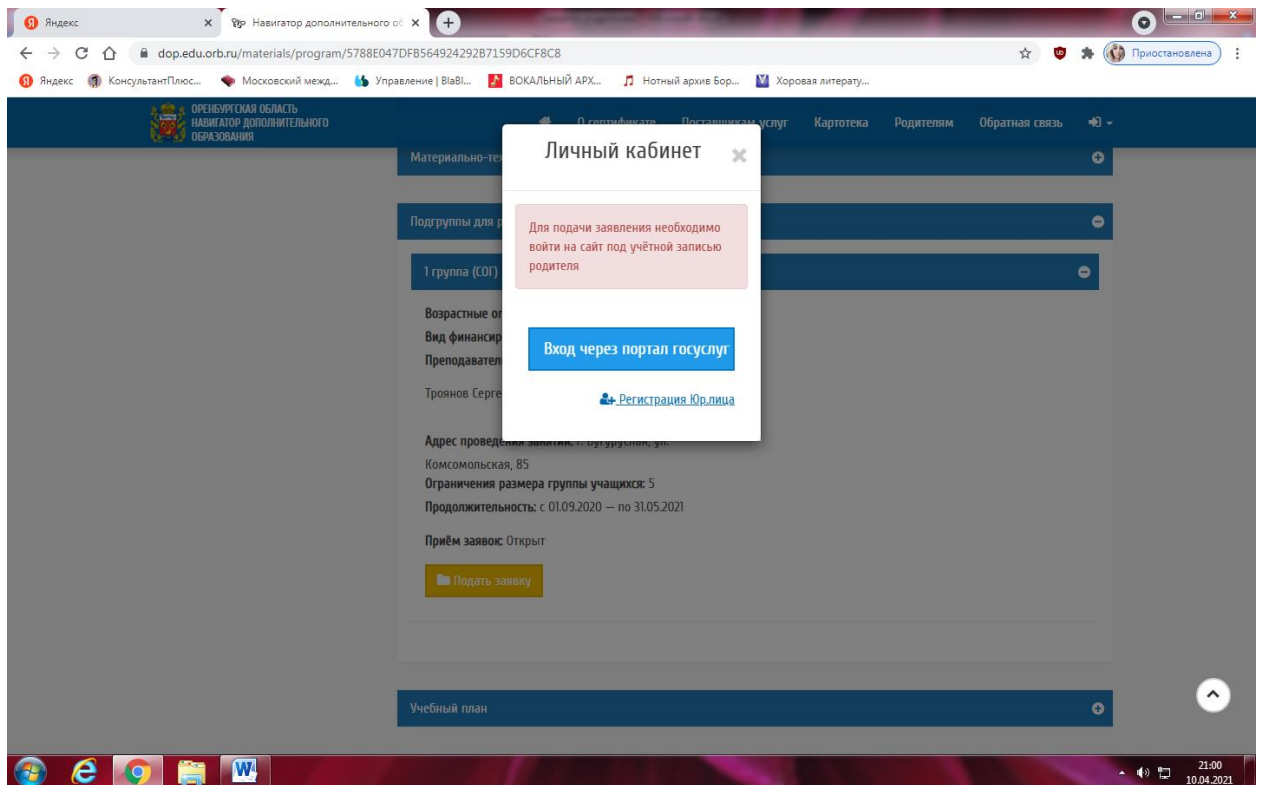 Яндекс
Навигатор дополнительного об
dop.edu.orb.ru/materials/program/5788E047DFB564924292B7159D6CF8C8
Приостановлена
Яндекс
КонсультантПлюс...
Московский межд...
Управление | BlaBl...
ВОКАЛЬНЫЙ АРХ...
Нотный архив Бор...
Хоровая литерату...
ОРЕНБУРГСКАЯ ОБЛАСТЬ
НАВИГАТОР ДОПОЛНИТЕЛЬНОГО
ОБРАЗОВАНИЯ
О сертификате
Поставщикам услуг
Картотека
Родителям
Обратная связь
Материально-тех
Личный кабинет
Для подачи заявления необходимо
войти на сайт под учётной записью
родителя
Вход через портал госуслуг
Регистрация Юр.лица
Подгруппы для р
1 группа (СОГ)
Возрастные ог
Вид финансир
Преподавател
Троянов Серге
Адрес проведения занятий: г. Бугуруслан, ул.
Комсомольская, 85
Ограничения размера группы учащихся: 5
Продолжительность: с 01.09.2020 — по 31.05.2021
Приём заявок: Открыт
Подать заявку
Учебный план
21:00
10.04.2021